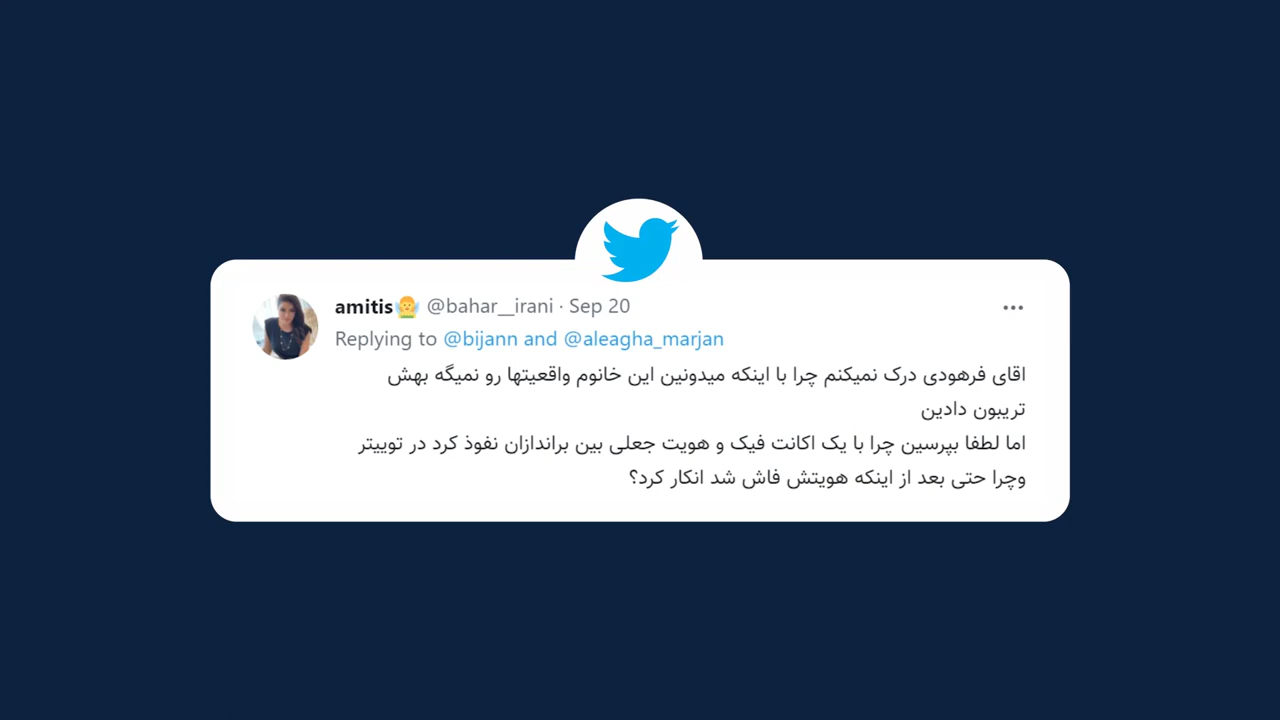 amitis @bahar__irani · Sep 20
Replying to @bijann and @aleagha_marjan
اقای فرهودی درک نمیکنم چرا با اینکه میدونین این خانوم واقعیتها رو نمیگه بهش
تریبون دادین
اما لطفا بپرسین چرا با یک اکانت فیک و هویت جعلی بین براندازان نفوذ کرد در توییتر
وچرا حتی بعد از اینکه هویتش فاش شد انکار کرد؟